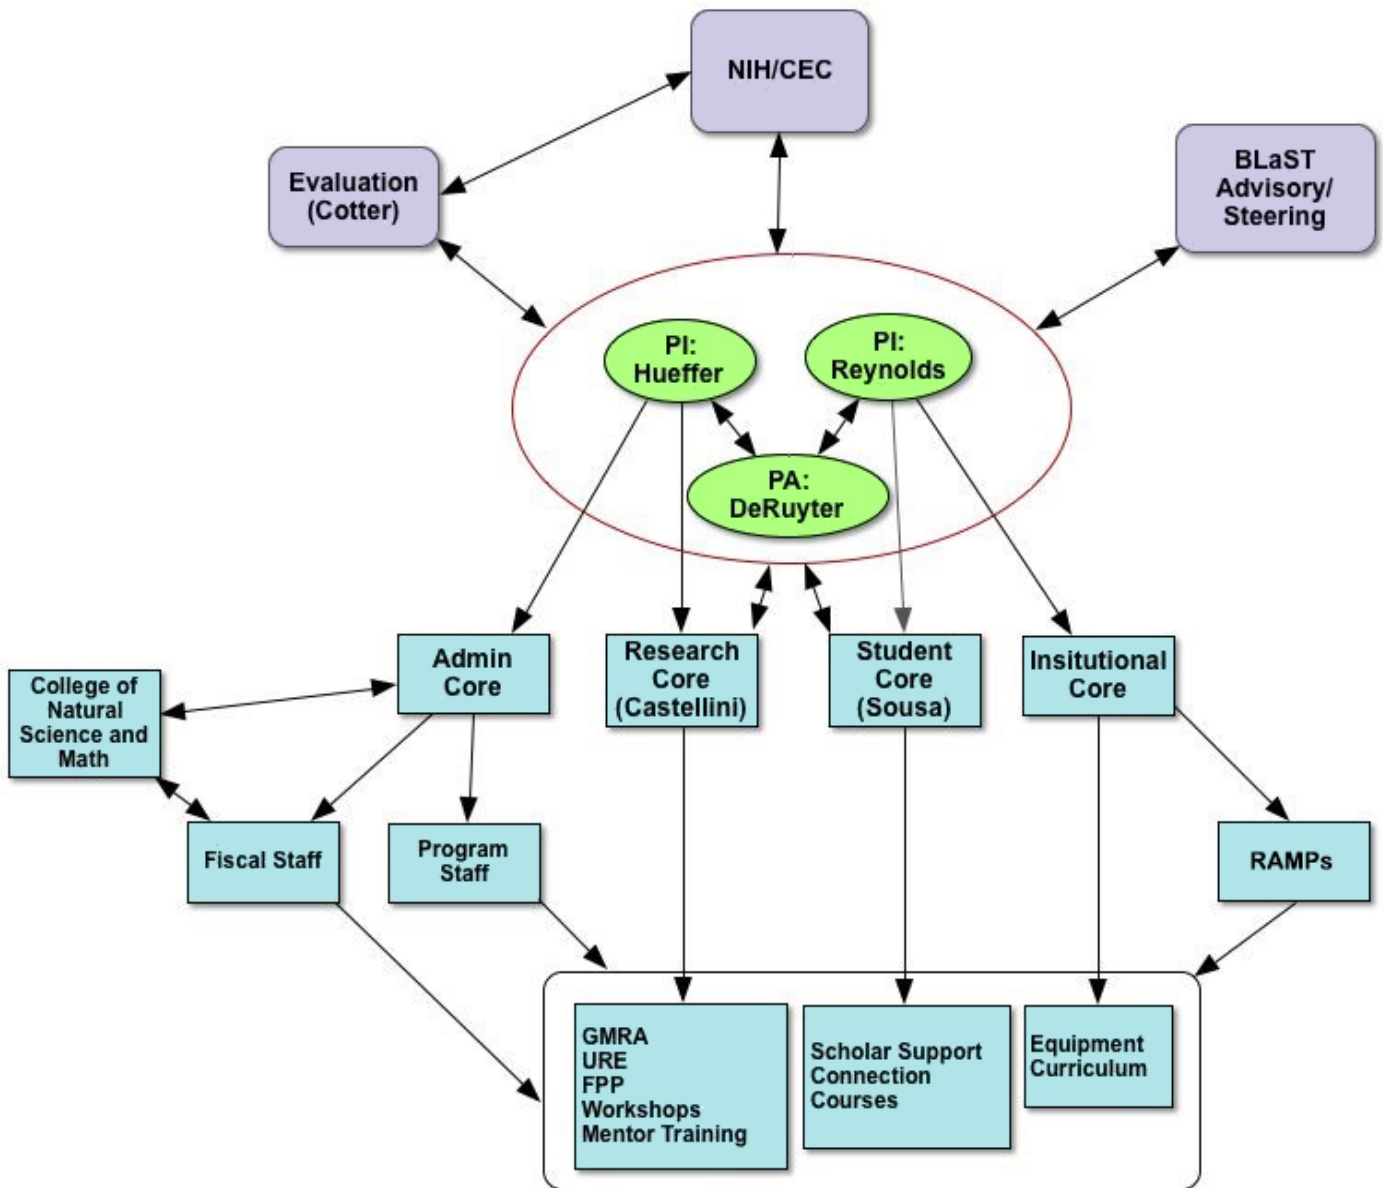 NIH/CEC
Evaluation
(Cotter)
BLaST
Advisory/
Steering
PI:
Hueffer
PI:
Reynolds
PA:
DeRuyter
Admin
Core
Research
Core
(Castellini)
Student
Core
(Sousa)
Insitutional
Core
College of
Natural
Science and
Math
Fiscal Staff
Program
Staff
RAMPs
GMRA
URE
FPP
Workshops
Mentor Training
Scholar Support
Connection
Courses
Equipment
Curriculum